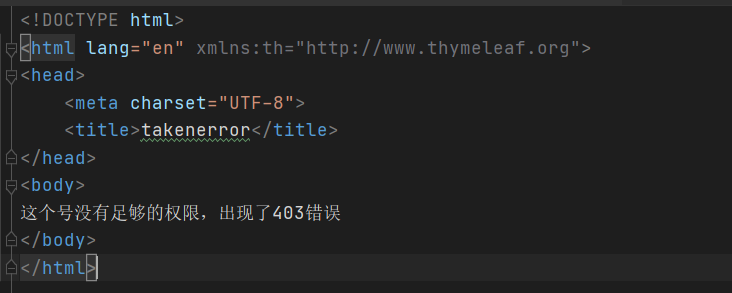 <!DOCTYPE html>
<html lang="en" xmlns:th="http://www.thymeleaf.org">
<head>
    <meta charset="UTF-8">
    <title>takenerror</title>
</head>
<body>
这个号没有足够的权限，出现了403错误
</body>
</html>